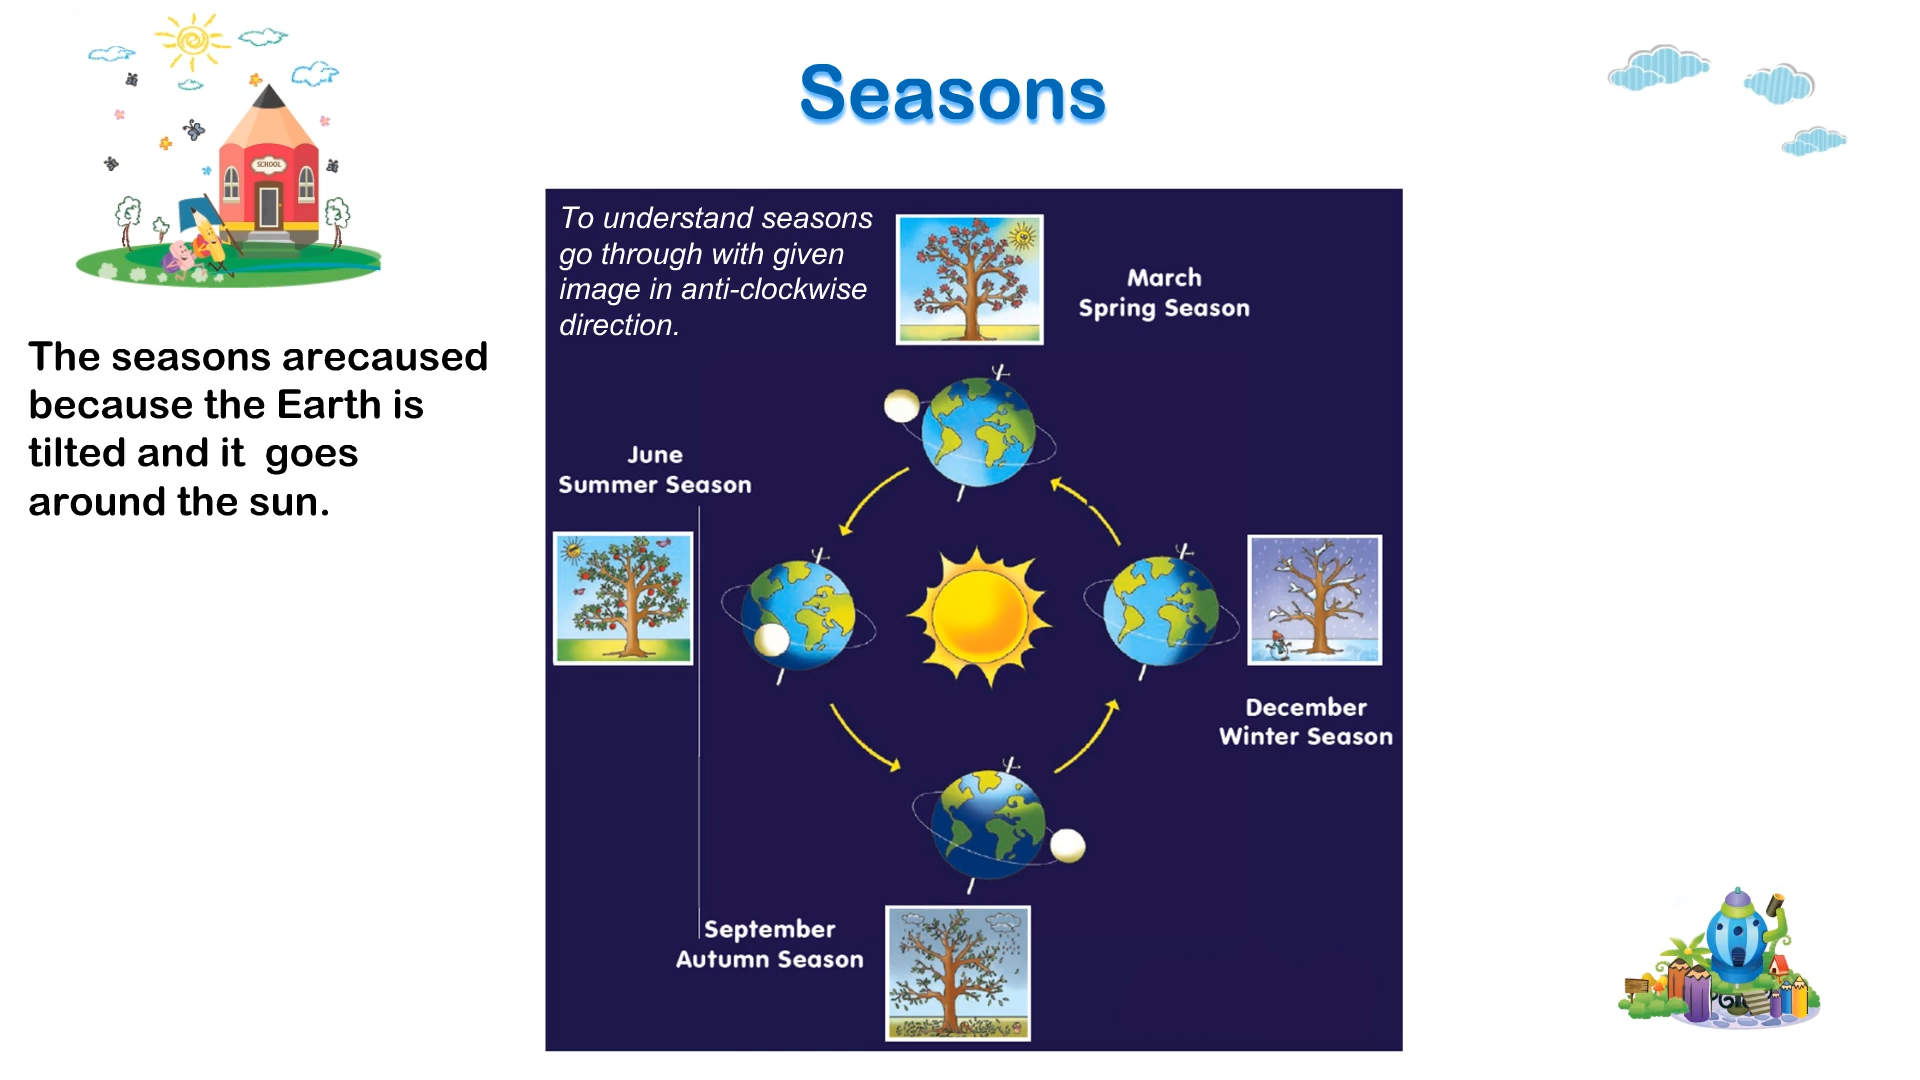 Seasons
SCHOOL
The seasons arecaused
because the Earth is
tilted and it  goes
around the sun.
To understand seasons
go through with given
image in anti-clockwise
direction.
March
Spring Season
June
Summer Season
December
Winter Season
September
Autumn Season